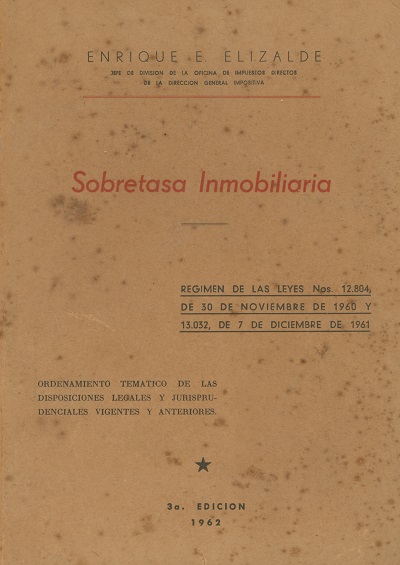 ENRIQUE E. ELIZALDE
JEFE DE DIVISION DE LA OFICINA DE IMPUESTOS DIRECTOS
DE LA DIRECCION GENERAL IMPOSITIVA
Sobretasa Inmobiliaria
REGIMEN DE LAS LEYES Nos. 12.804,
DE 30 DE NOVIEMBRE DE 1960 Y
13.032, DE 7 DE DICIEMBRE DE 1961
ORDENAMIENTO TEMATICO DE LAS
DISPOSICIONES LEGALES Y JURISPRU-
DENCIALES VIGENTES Y ANTERIORES.
3a. EDICION
1962